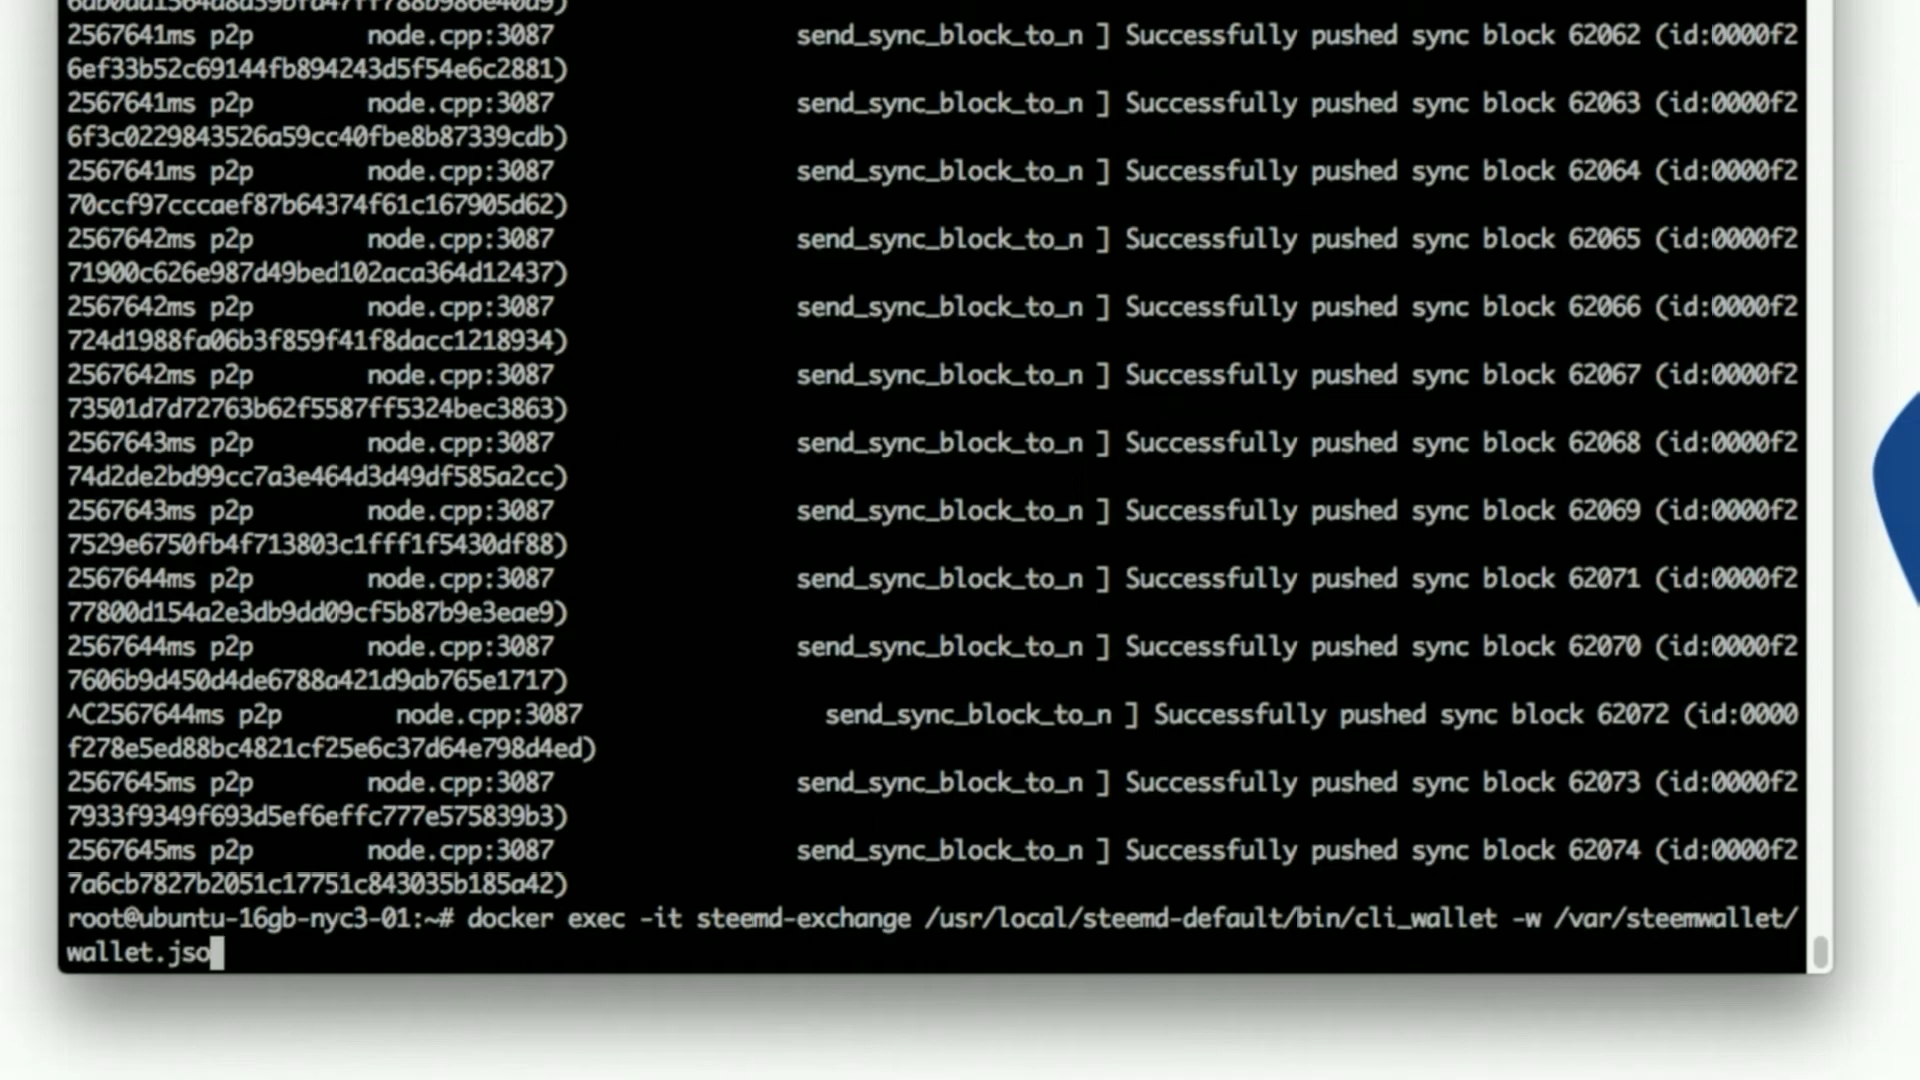 2567641ms p2p        node.cpp:3087                 send_sync_block_to_n ] Successfully pushed sync block 62062 (id:0000f2
6ef33b52c69144fb894243d5f54e6c2881)
2567641ms p2p        node.cpp:3087                 send_sync_block_to_n ] Successfully pushed sync block 62063 (id:0000f2
6f3c0229843526a59cc40fbe8b87339cdb)
2567641ms p2p        node.cpp:3087                 send_sync_block_to_n ] Successfully pushed sync block 62064 (id:0000f2
70ccf97cccaef87b64374f61c167905d62)
2567642ms p2p        node.cpp:3087                 send_sync_block_to_n ] Successfully pushed sync block 62065 (id:0000f2
71900c626e987d49bed102aca364d12437)
2567642ms p2p        node.cpp:3087                 send_sync_block_to_n ] Successfully pushed sync block 62066 (id:0000f2
724d1988fa06b3f859f41f8dacc1218934)
2567642ms p2p        node.cpp:3087                 send_sync_block_to_n ] Successfully pushed sync block 62067 (id:0000f2
73501d7d72763b62f5587ff5324bec3863)
2567643ms p2p        node.cpp:3087                 send_sync_block_to_n ] Successfully pushed sync block 62068 (id:0000f2
74d2de2bd99cc7a3e464d3d49df585a2cc)
2567643ms p2p        node.cpp:3087                 send_sync_block_to_n ] Successfully pushed sync block 62069 (id:0000f2
7529e6750fb4f713803c1fff1f5430df88)
2567644ms p2p        node.cpp:3087                 send_sync_block_to_n ] Successfully pushed sync block 62071 (id:0000f2
77800d154a2e3db9dd09cf5b87b9e3eae9)
2567644ms p2p        node.cpp:3087                 send_sync_block_to_n ] Successfully pushed sync block 62070 (id:0000f2
7606b9d450d4de6788a421d9ab765e1717)
^C2567644ms p2p        node.cpp:3087                 send_sync_block_to_n ] Successfully pushed sync block 62072 (id:0000
f278e5ed88bc4821cf25e6c37d64e798d4ed)
2567645ms p2p        node.cpp:3087                 send_sync_block_to_n ] Successfully pushed sync block 62073 (id:0000f2
7933f9349f693d5ef6effc777e575839b3)
2567645ms p2p        node.cpp:3087                 send_sync_block_to_n ] Successfully pushed sync block 62074 (id:0000f2
7a6cb7827b2051c17751c843035b185a42)
root@ubuntu-16gb-nyc3-01:~# docker exec -it steemd-exchange /usr/local/steemd-default/bin/cli_wallet -w /var/steemwallet/
wallet.jso